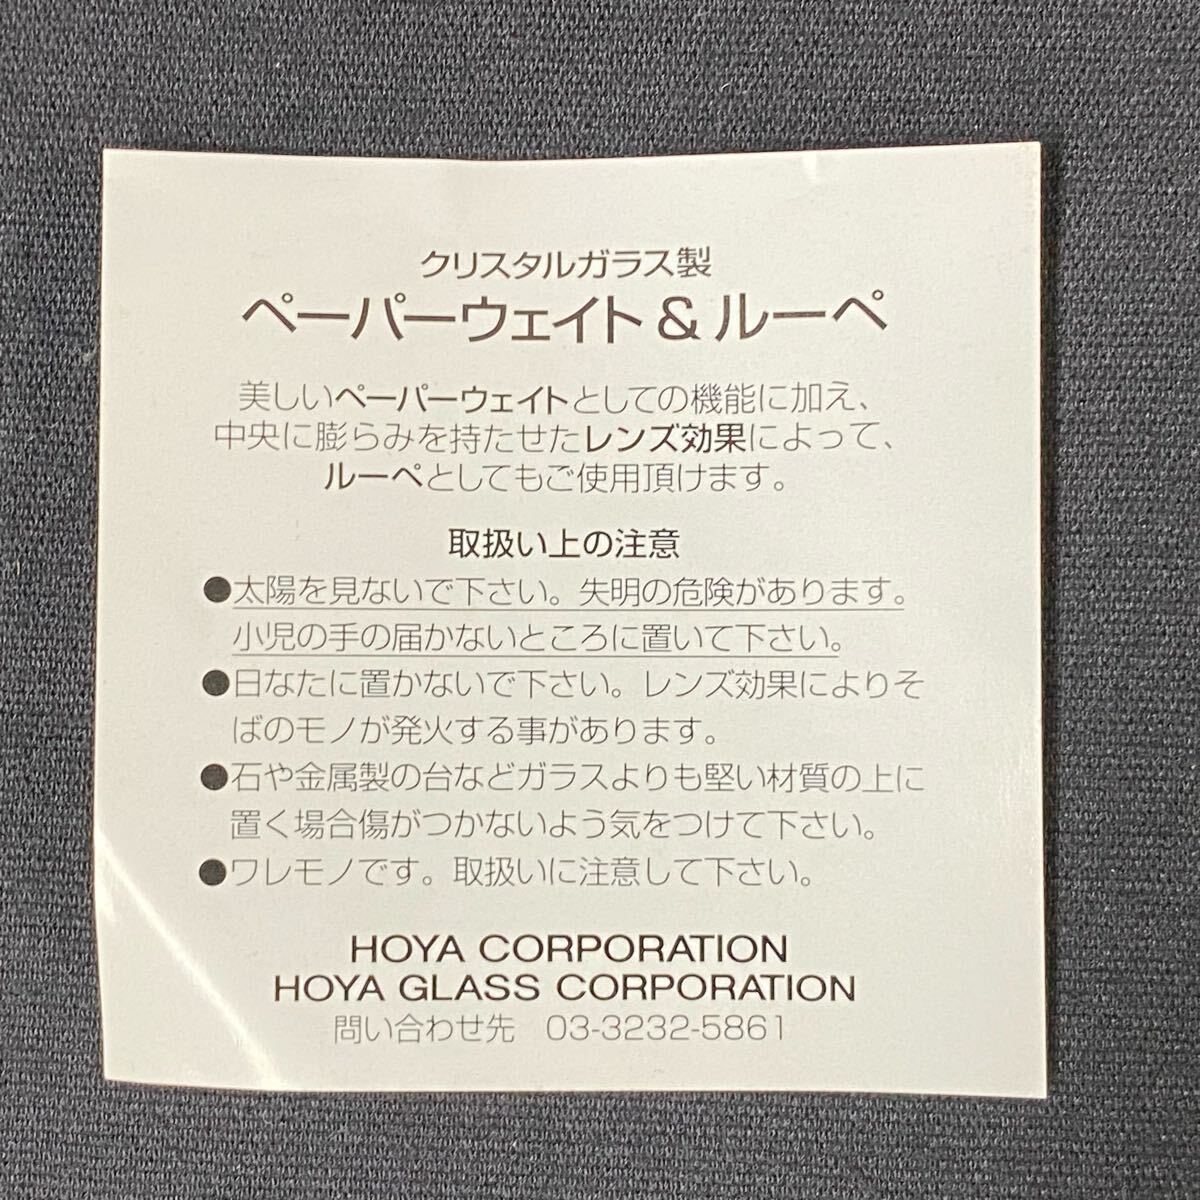 クリスタルガラス製
ペーパーウェイト&ルーペ
美しいペーパーウェイトとしての機能に加え、
中央に膨らみを持たせたレンズ効果によって、
ルーペとしてもご使用頂けます。
取扱い上の注意
●太陽を見ないで下さい。失明の危険があります。
小児の手の届かないところに置いて下さい。
●日なたに置かないで下さい。レンズ効果によりそ
ばのモノが発火する事があります。
●石や金属製の台などガラスよりも堅い材質の上に
置く場合傷がつかないよう気をつけて下さい。
●ワレモノです。取扱いに注意して下さい。
HOYA CORPORATION
HOYA GLASS CORPORATION
問い合わせ先 03-3232-5861